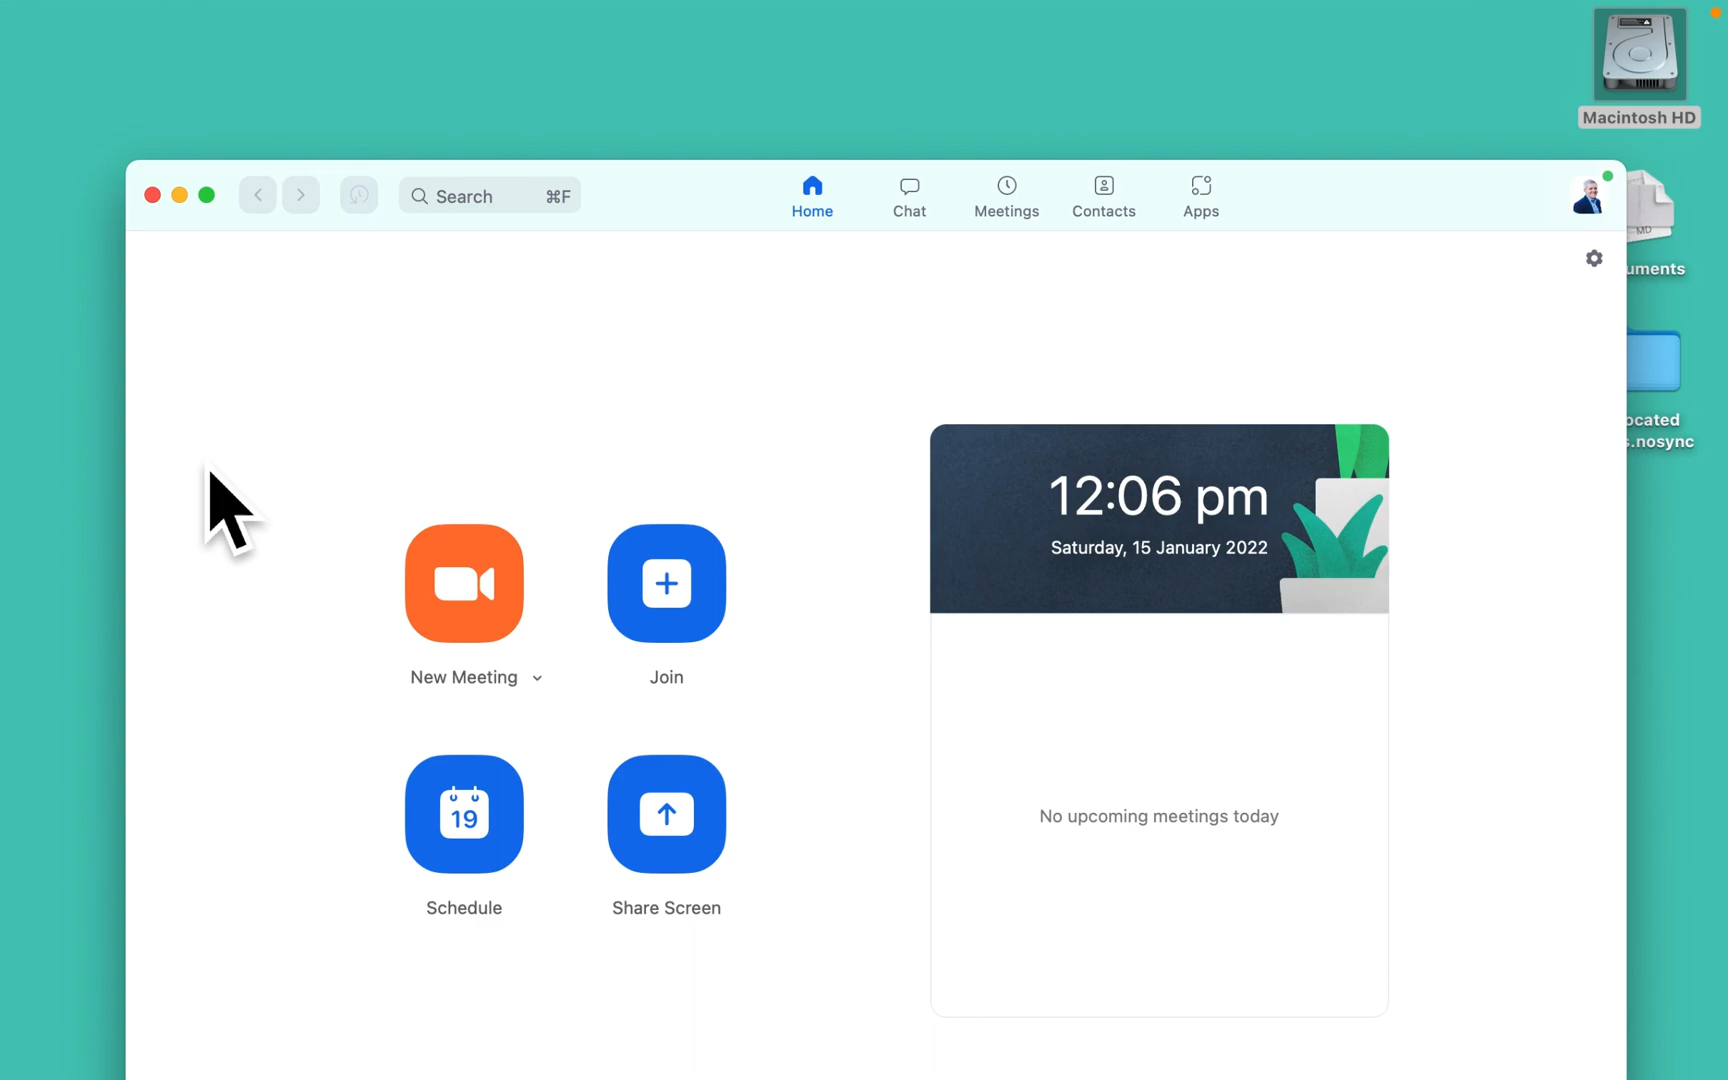 Macintosh HD
Search ⌘F
Home
Chat
Meetings
Contacts
Apps
MD
uments
ocated
s.nosync
12:06 pm
Saturday, 15 January 2022
New Meeting
Join
19
Schedule
Share Screen
No upcoming meetings today